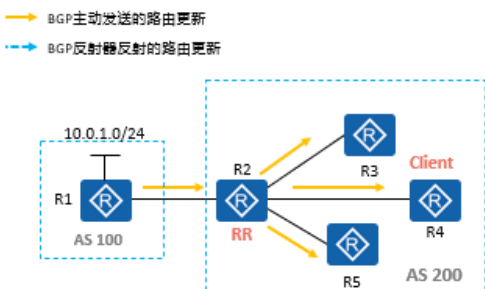 BGP主动发送的路由更新
BGP反射器反射的路由更新
10.0.1.0/24
R1
R
AS 100
R2
R
RR
R
R3
Client
R
R4
R
R5
AS 200